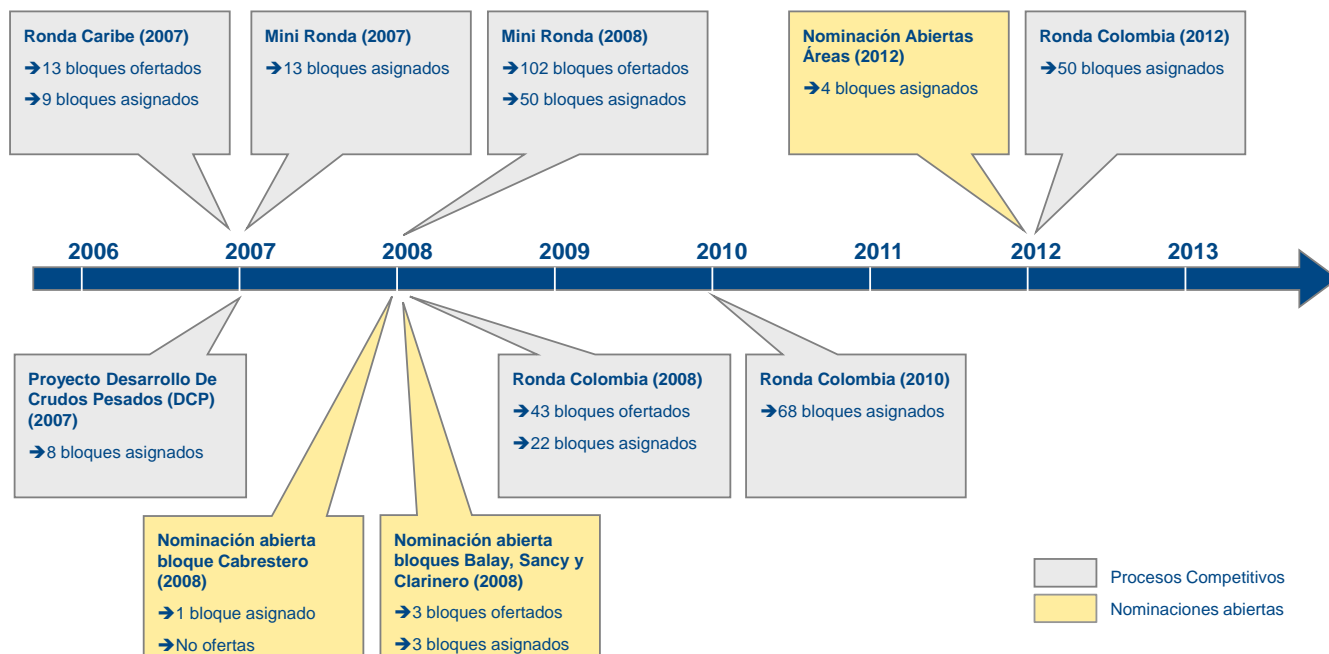 Ronda Caribe (2007)
➔13 bloques ofertados
➔9 bloques asignados
Mini Ronda (2007)
➔13 bloques asignados
Mini Ronda (2008)
➔102 bloques ofertados
➔50 bloques asignados
Nominación Abiertas
Áreas (2012)
➔4 bloques asignados
Ronda Colombia (2012)
➔50 bloques asignados
2006
2007
2008
2009
2010
2011
2012
2013
Proyecto Desarrollo De
Crudos Pesados (DCP)
(2007)
➔8 bloques asignados
Ronda Colombia (2008)
➔43 bloques ofertados
➔22 bloques asignados
Ronda Colombia (2010)
➔68 bloques asignados
Nominación abierta
bloque Cabrestero
(2008)
➔1 bloque asignado
➔No ofertas
Nominación abierta
bloques Balay, Sancy y
Clarinero (2008)
➔3 bloques ofertados
➔3 bloques asignados
Procesos Competitivos
Nominaciones abiertas